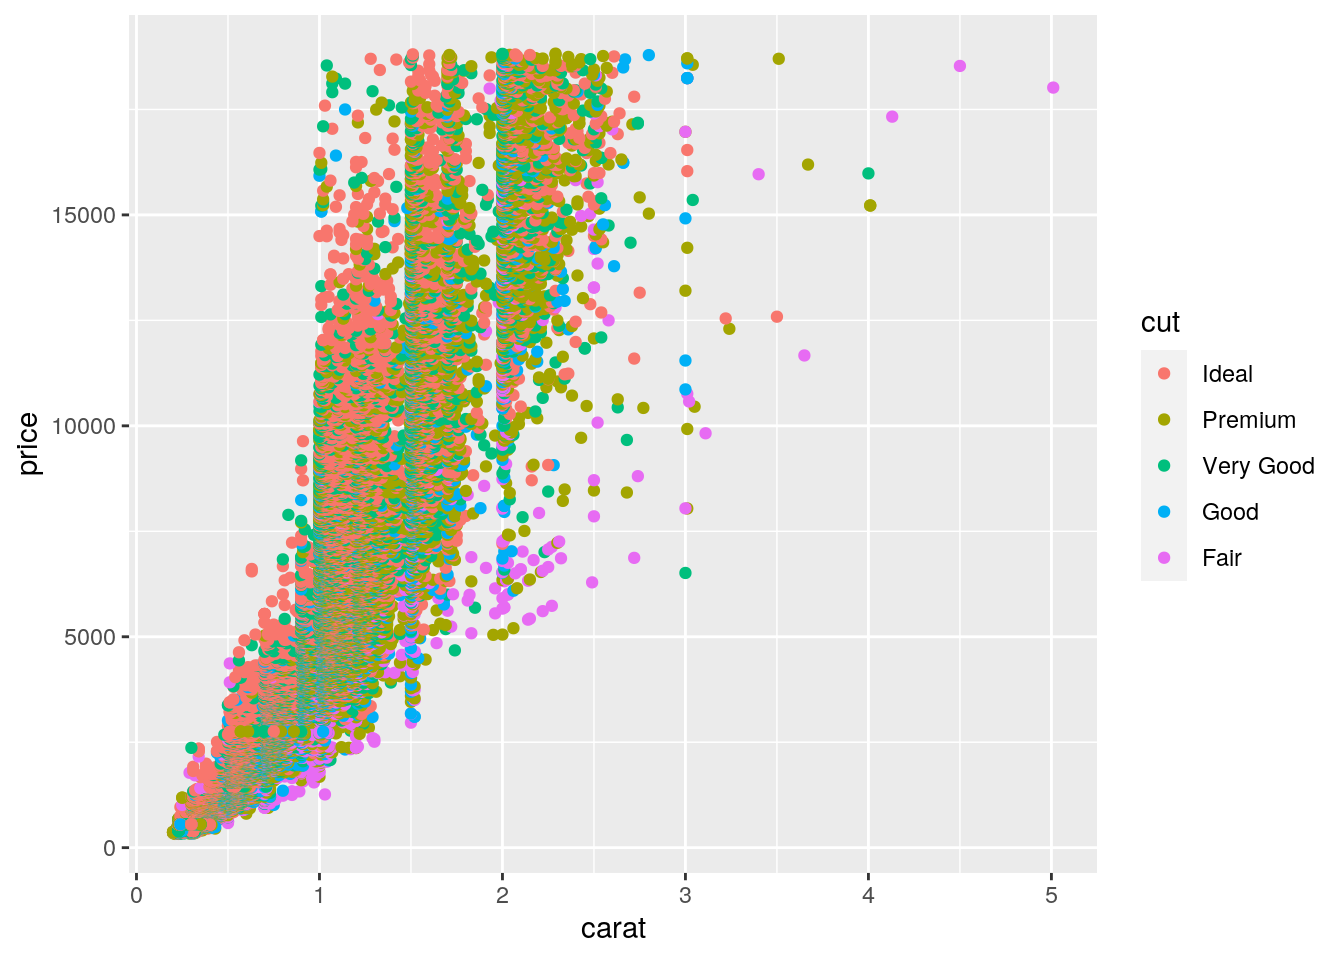 15000
10000
5000
0
price
0 1 2 3 4 5
carat
cut
Ideal
Premium
Very Good
Good
Fair